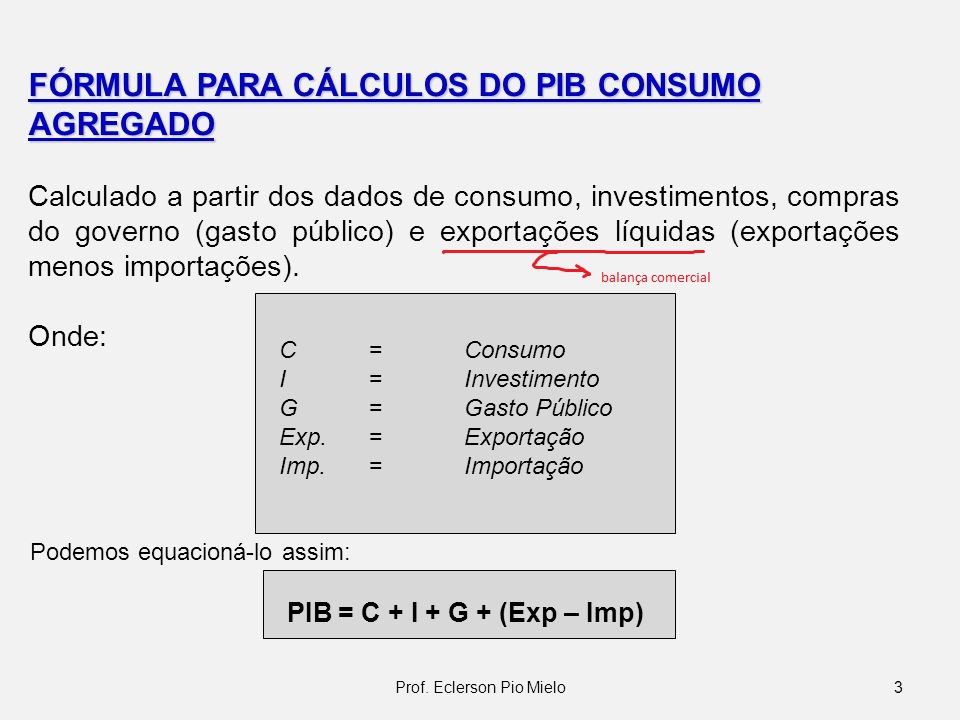 FÓRMULA PARA CÁLCULOS DO PIB CONSUMO
AGREGADO
Calculado a partir dos dados de consumo, investimentos, compras
do governo (gasto público) e exportações líquidas (exportações
menos importações).
balança comercial
Onde:
C = Consumo
I = Investimento
G = Gasto Público
Exp. = Exportação
Imp. = Importação
Podemos equacioná-lo assim:
PIB = C + I + G + (Exp – Imp)
Prof. Eclerson Pio Mielo 3